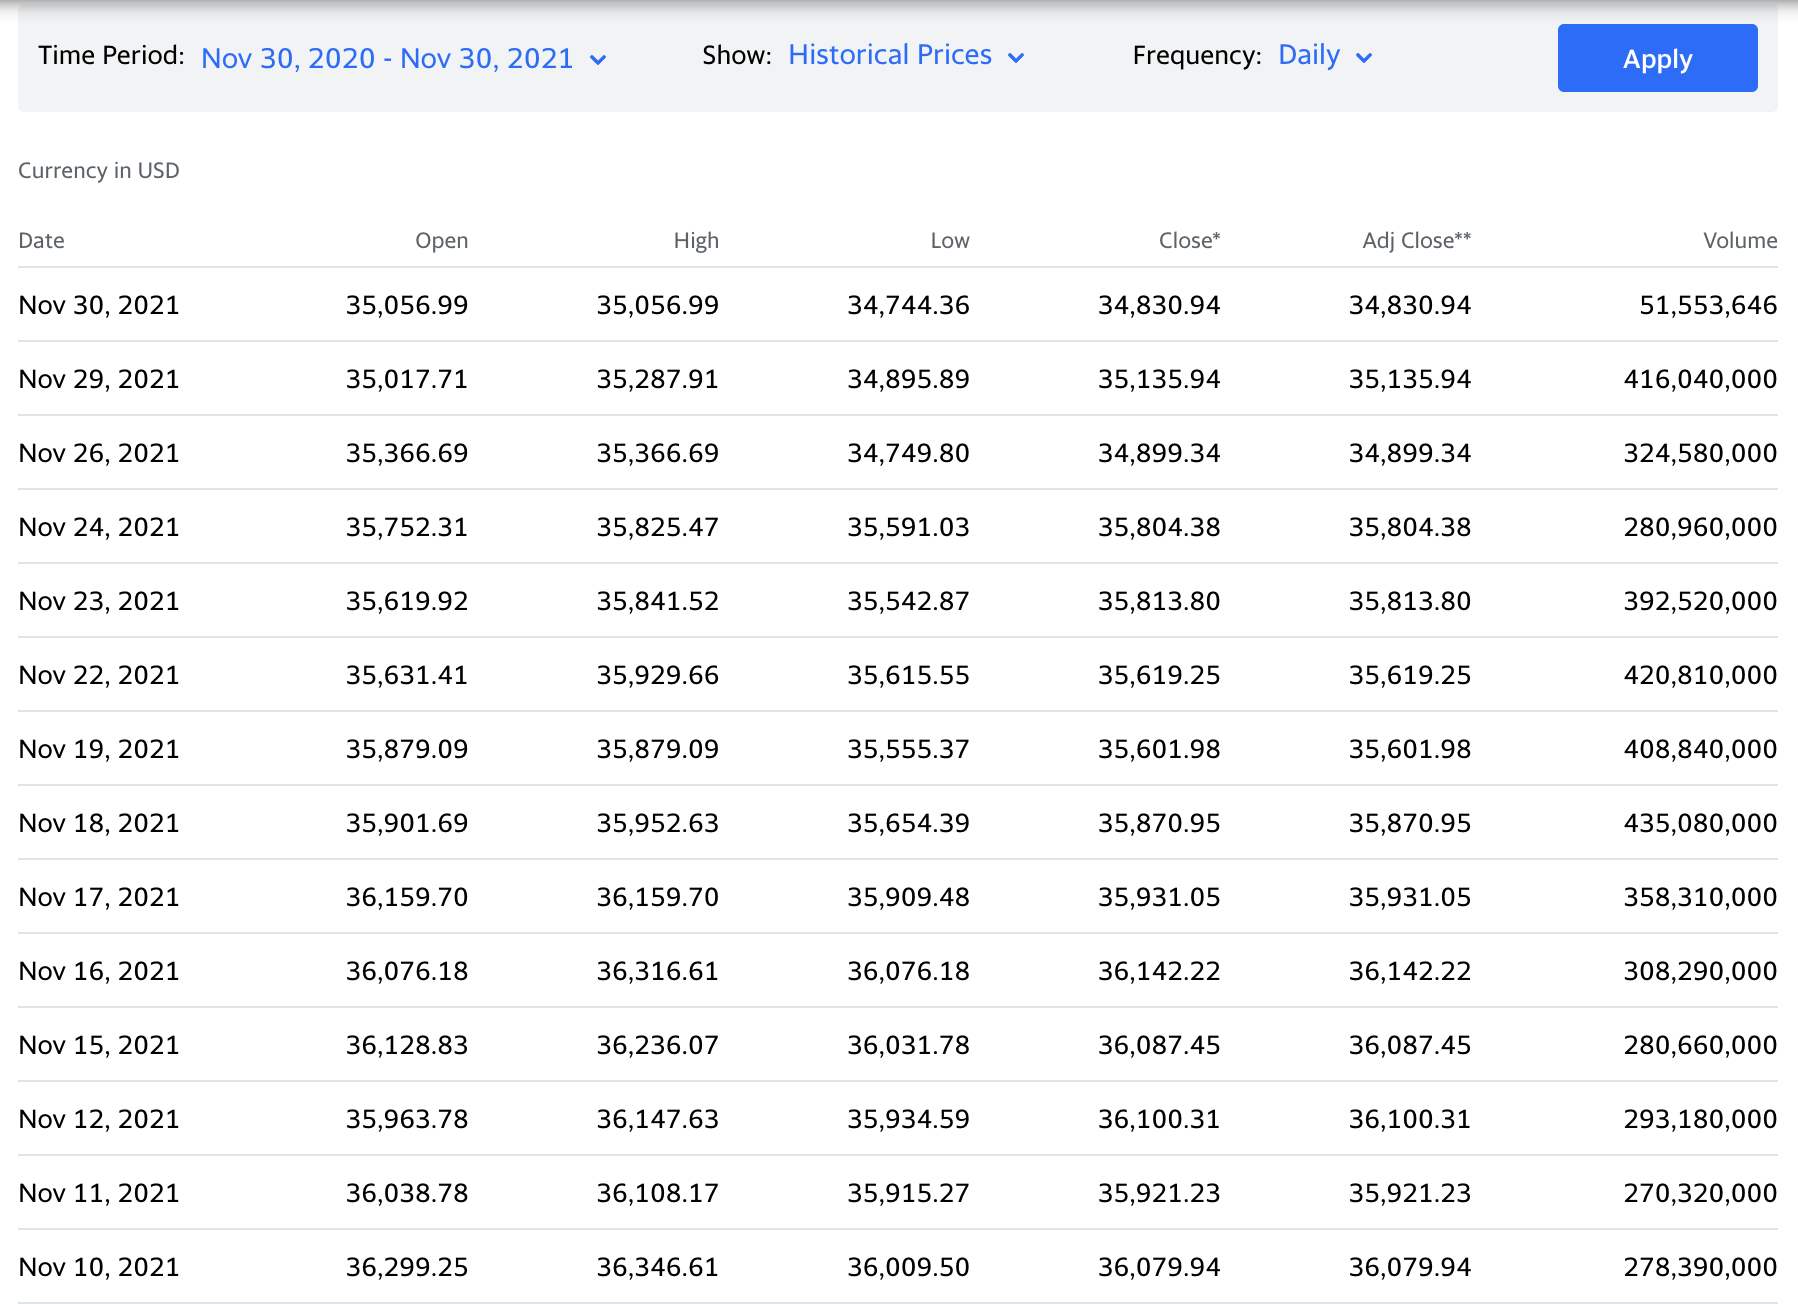 Time Period: Nov 30, 2020 - Nov 30, 2021 Show: Historical Prices Frequency: Daily Apply
Currency in USD
Date Open High Low Close* Adj Close** Volume
Nov 30, 2021 35,056.99 35,056.99 34,744.36 34,830.94 34,830.94 51,553,646
Nov 29, 2021 35,017.71 35,287.91 34,895.89 35,135.94 35,135.94 416,040,000
Nov 26, 2021 35,366.69 35,366.69 34,749.80 34,899.34 34,899.34 324,580,000
Nov 24, 2021 35,752.31 35,825.47 35,591.03 35,804.38 35,804.38 280,960,000
Nov 23, 2021 35,619.92 35,841.52 35,542.87 35,813.80 35,813.80 392,520,000
Nov 22, 2021 35,631.41 35,929.66 35,615.55 35,619.25 35,619.25 420,810,000
Nov 19, 2021 35,879.09 35,879.09 35,555.37 35,601.98 35,601.98 408,840,000
Nov 18, 2021 35,901.69 35,952.63 35,654.39 35,870.95 35,870.95 435,080,000
Nov 17, 2021 36,159.70 36,159.70 35,909.48 35,931.05 35,931.05 358,310,000
Nov 16, 2021 36,076.18 36,316.61 36,076.18 36,142.22 36,142.22 308,290,000
Nov 15, 2021 36,128.83 36,236.07 36,031.78 36,087.45 36,087.45 280,660,000
Nov 12, 2021 35,963.78 36,147.63 35,934.59 36,100.31 36,100.31 293,180,000
Nov 11, 2021 36,038.78 36,108.17 35,915.27 35,921.23 35,921.23 270,320,000
Nov 10, 2021 36,299.25 36,346.61 36,009.50 36,079.94 36,079.94 278,390,000